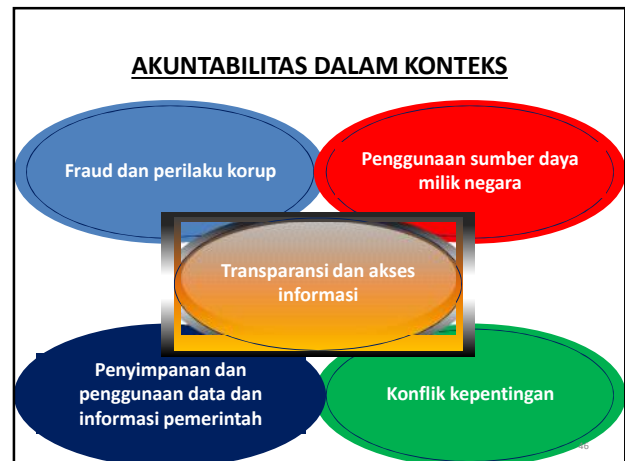 AKUNTABILITAS DALAM KONTEKS
Fraud dan perilaku korup
Penggunaan sumber daya
milik negara
Transparansi dan akses
informasi
Penyimpanan dan
penggunaan data dan
informasi pemerintah
Konflik kepentingan
46